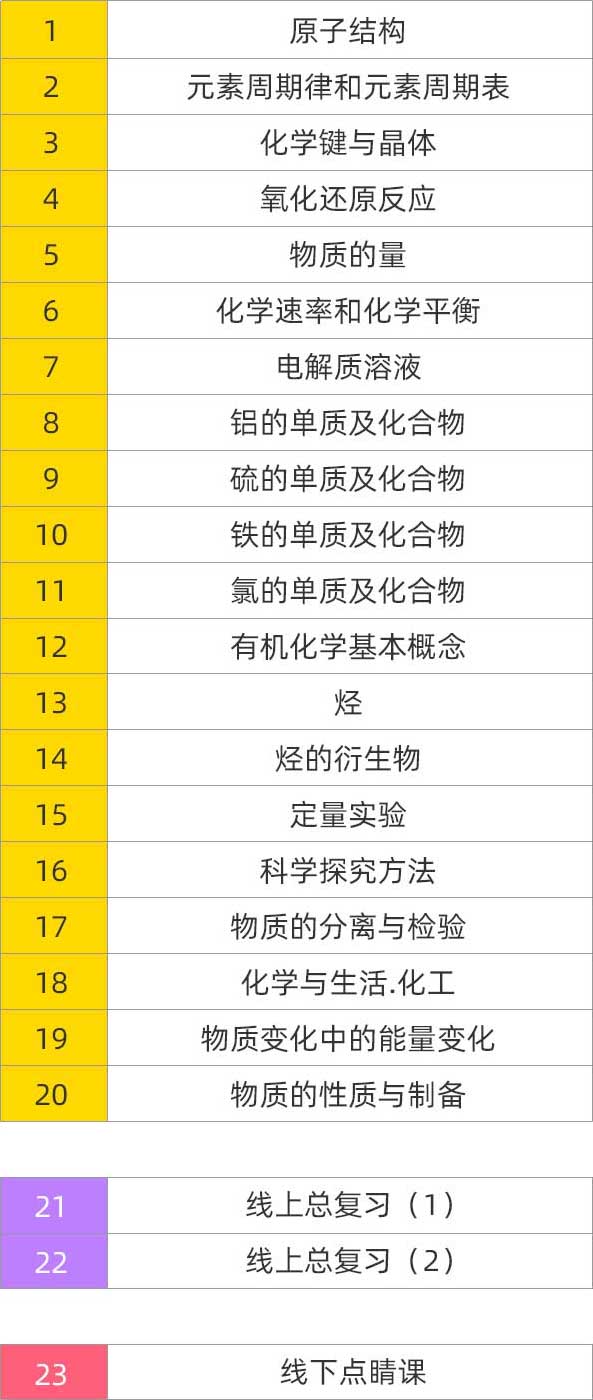 1 原子结构
2 元素周期律和元素周期表
3 化学键与晶体
4 氧化还原反应
5 物质的量
6 化学速率和化学平衡
7 电解质溶液
8 铝的单质及化合物
9 硫的单质及化合物
10 铁的单质及化合物
11 氯的单质及化合物
12 有机化学基本概念
13 烃
14 烃的衍生物
15 定量实验
16 科学探究方法
17 物质的分离与检验
18 化学与生活.化工
19 物质变化中的能量变化
20 物质的性质与制备
21 线上总复习（1）
22 线上总复习（2）
23 线下点睛课